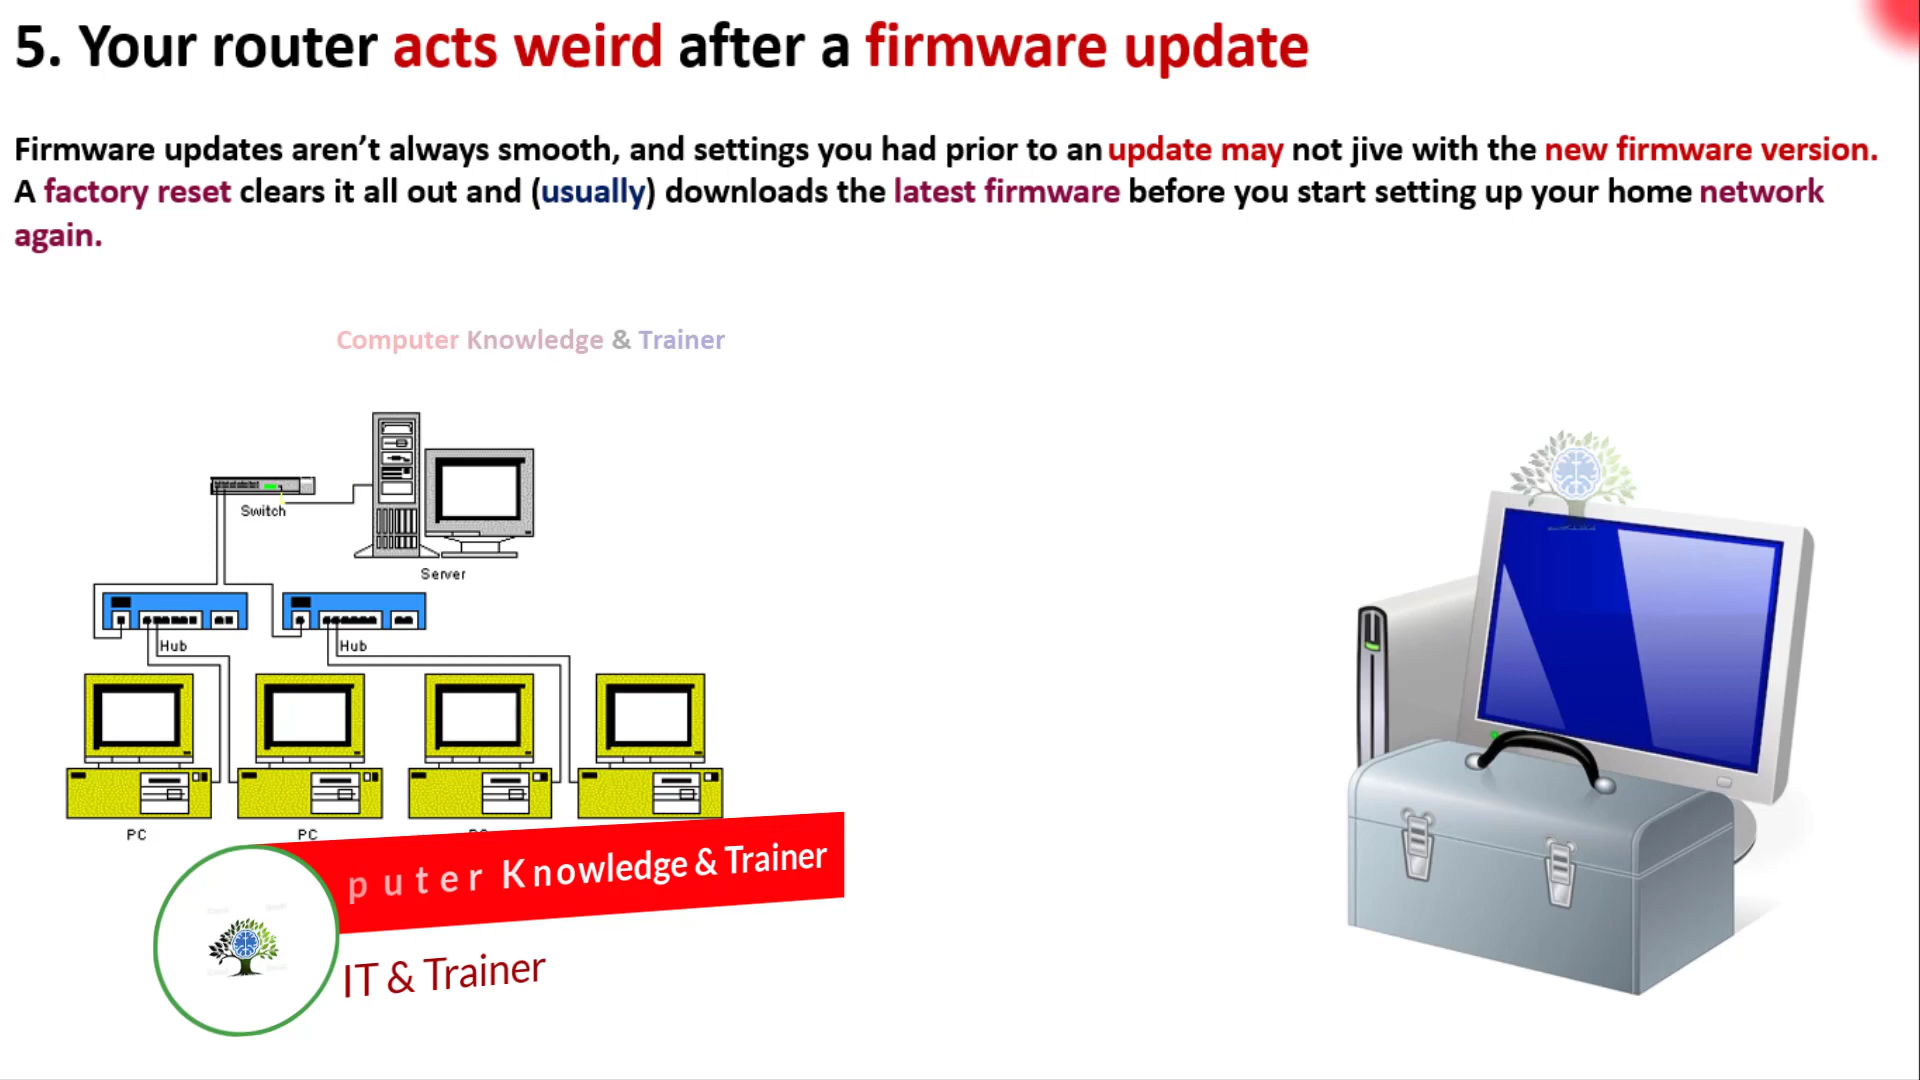 5. Your router acts weird after a firmware update
Firmware updates aren’t always smooth, and settings you had prior to an update may not jive with the new firmware version.
A factory reset clears it all out and (usually) downloads the latest firmware before you start setting up your home network
again.
Computer Knowledge & Trainer
Switch
Server
Hub Hub
PC PC
puter Knowledge & Trainer
IT & Trainer